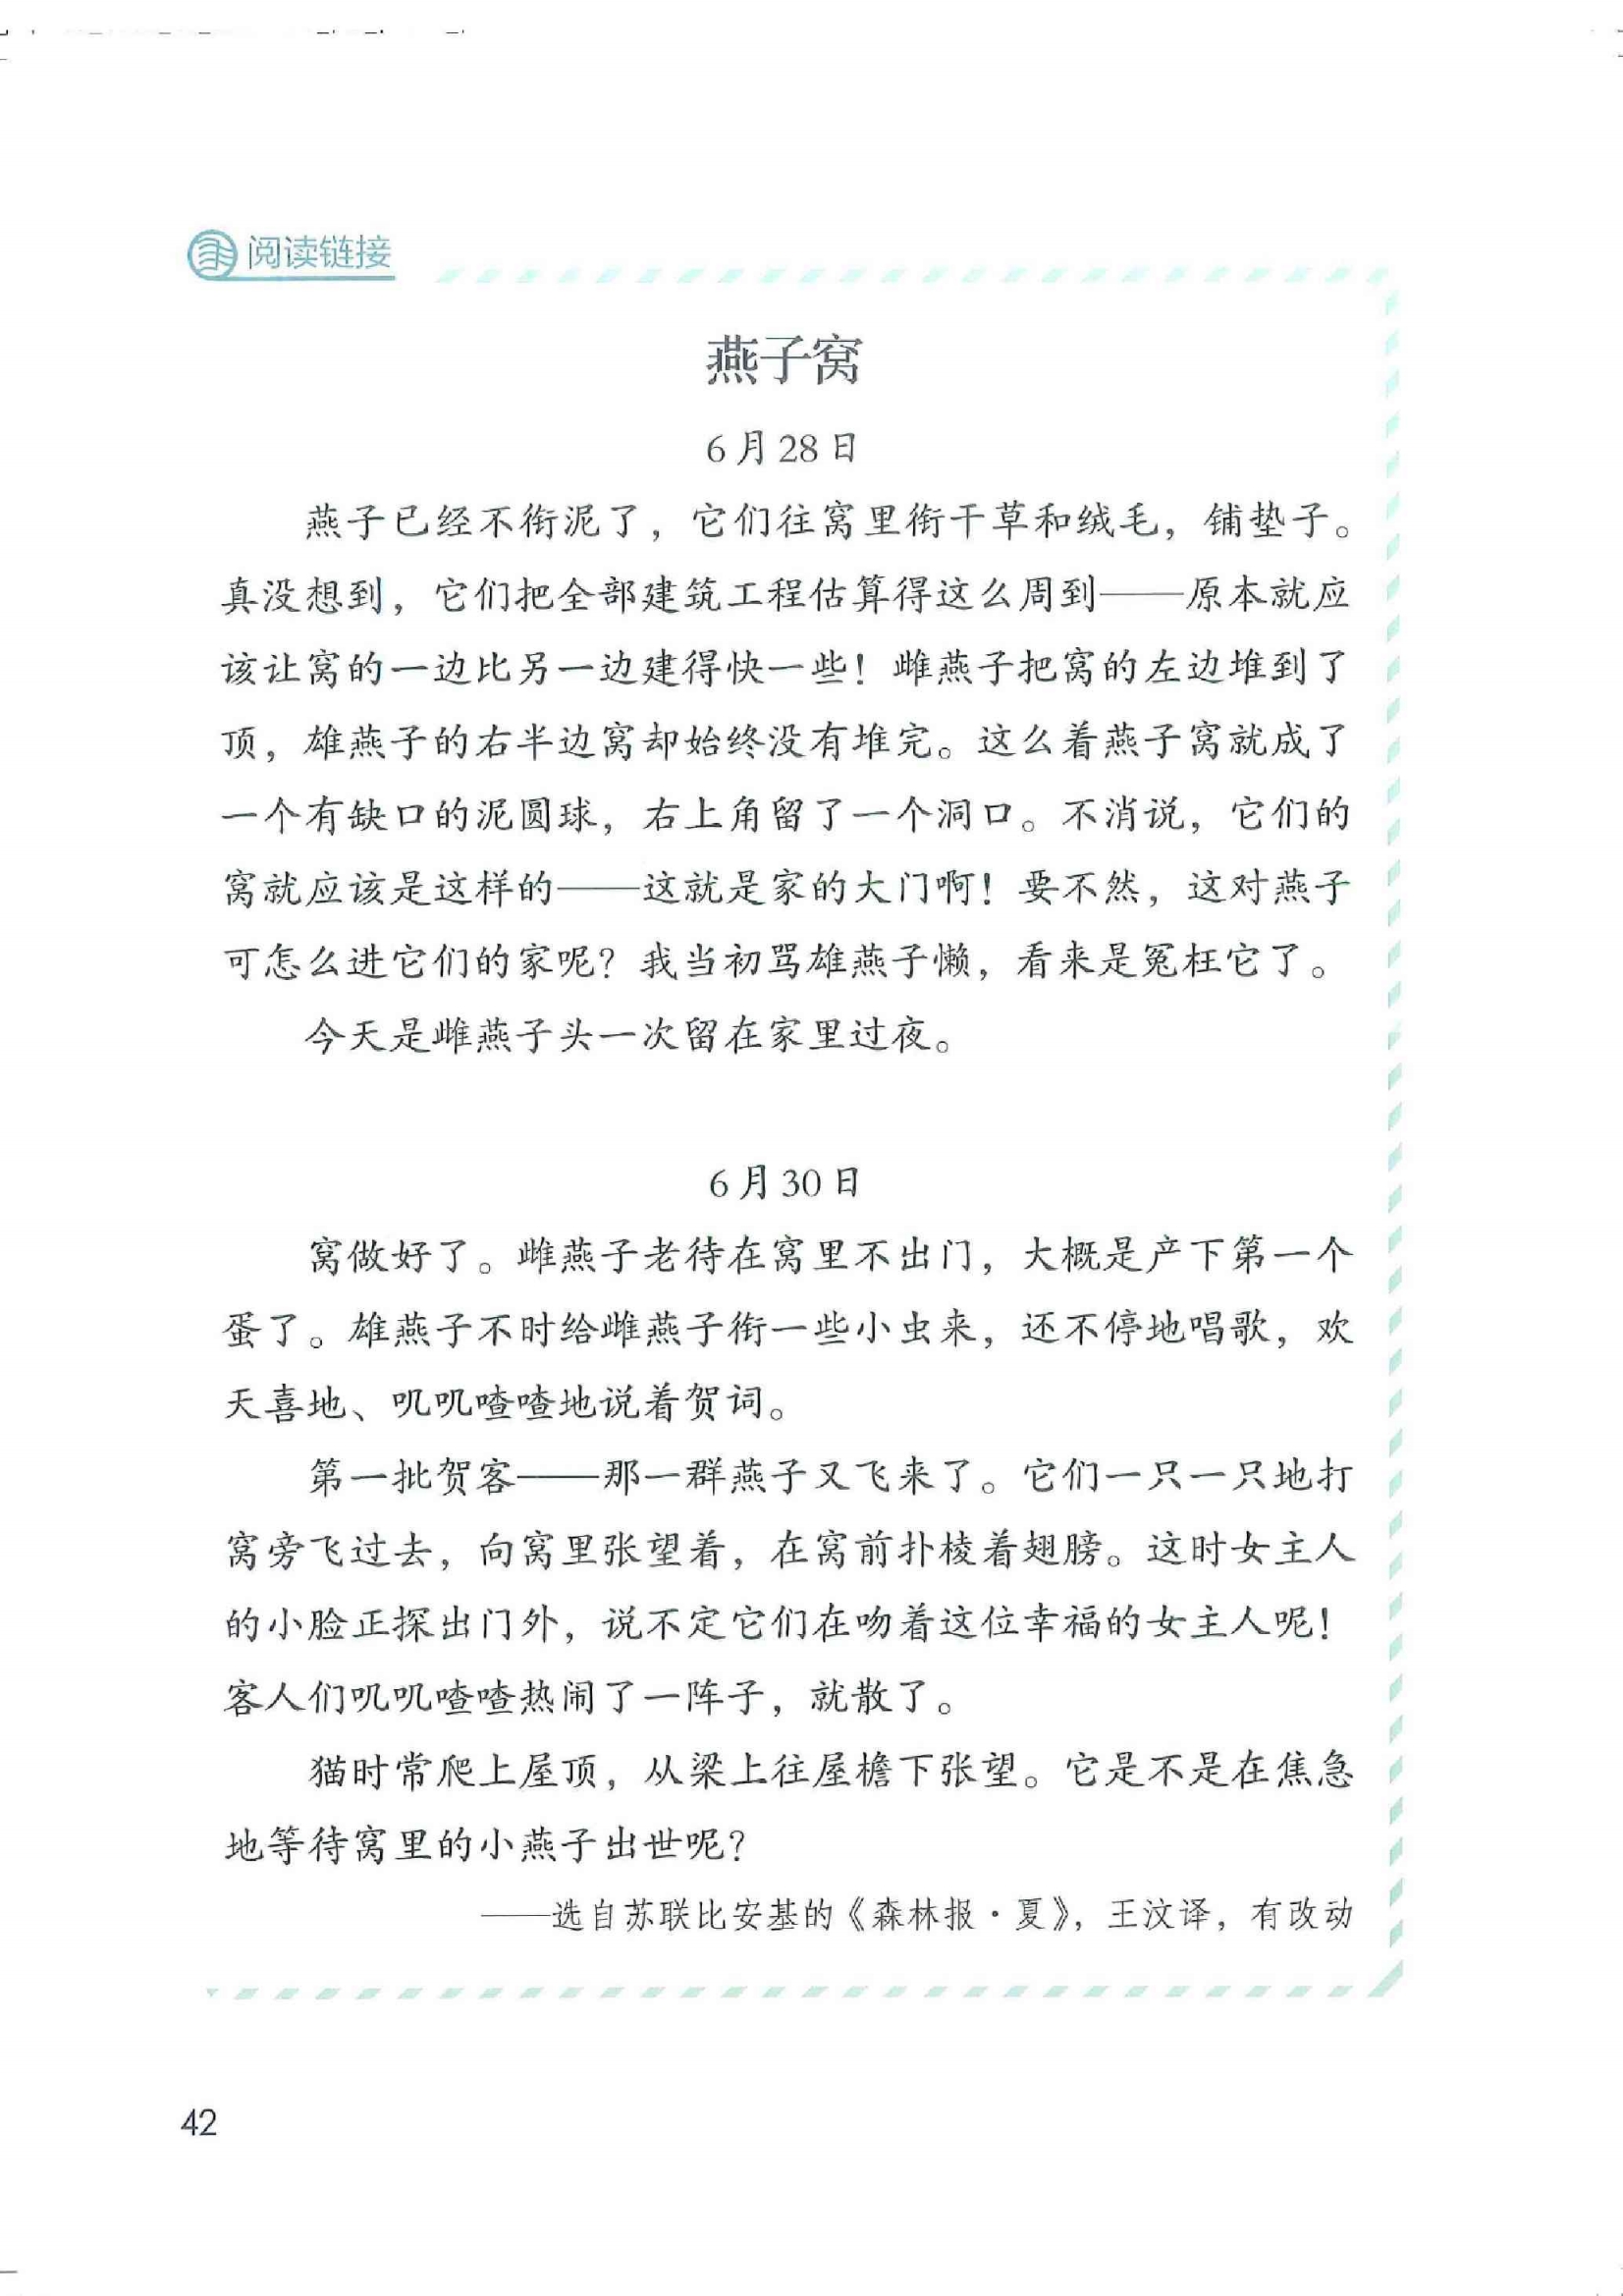 阅读链接
燕子窝
6月28日
燕子已经不衔泥了，它们往窝里衔干草和绒毛，铺垫子。
真没想到，它们把全部建筑工程估算得这么周到——原本就应
该让窝的一边比另一边建得快一些！雌燕子把窝的左边堆到了
顶，雄燕子的右半边窝却始终没有堆完。这么着燕子窝就成了
一个有缺口的泥圆球，右上角留了一个洞口。不消说，它们的
窝就应该是这样的——这就是家的大门啊！要不然，这对燕子
可怎么进它们的家呢？我当初骂雄燕子懒，看来是冤枉它了。
今天是雌燕子头一次留在家里过夜。
6月30日
窝做好了。雌燕子老待在窝里不出门，大概是产下第一个
蛋了。雄燕子不时给雌燕子衔一些小虫来，还不停地唱歌，欢
天喜地、叽叽喳喳地说着贺词。
第一批贺客——那一群燕子又飞来了。它们一只一只地打
窝旁飞过去，向窝里张望着，在窝前扑棱着翅膀。这时女主人
的小脸正探出门外，说不定它们在吻着这位幸福的女主人呢！
客人们叽叽喳喳热闹了一阵子，就散了。
猫时常爬上屋顶，从梁上往屋檐下张望。它是不是在焦急
地等待窝里的小燕子出世呢？
——选自苏联比安基的《森林报·夏》，王汶译，有改动
42